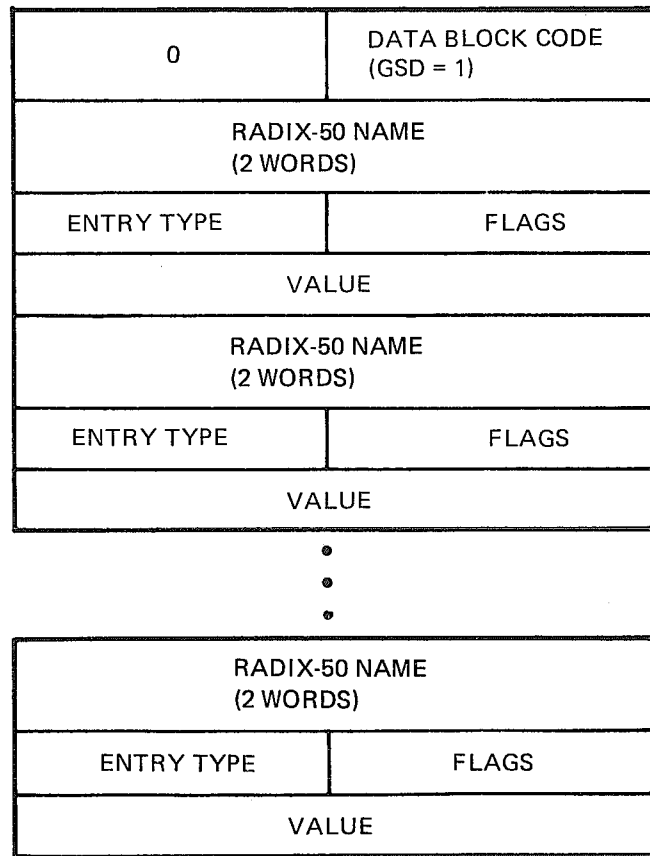 0
DATA BLOCK CODE
(GSD = 1)
RADIX-50 NAME
(2 WORDS)
ENTRY TYPE
FLAGS
VALUE
RADIX-50 NAME
(2 WORDS)
ENTRY TYPE
FLAGS
VALUE
RADIX-50 NAME
(2 WORDS)
ENTRY TYPE
FLAGS
VALUE